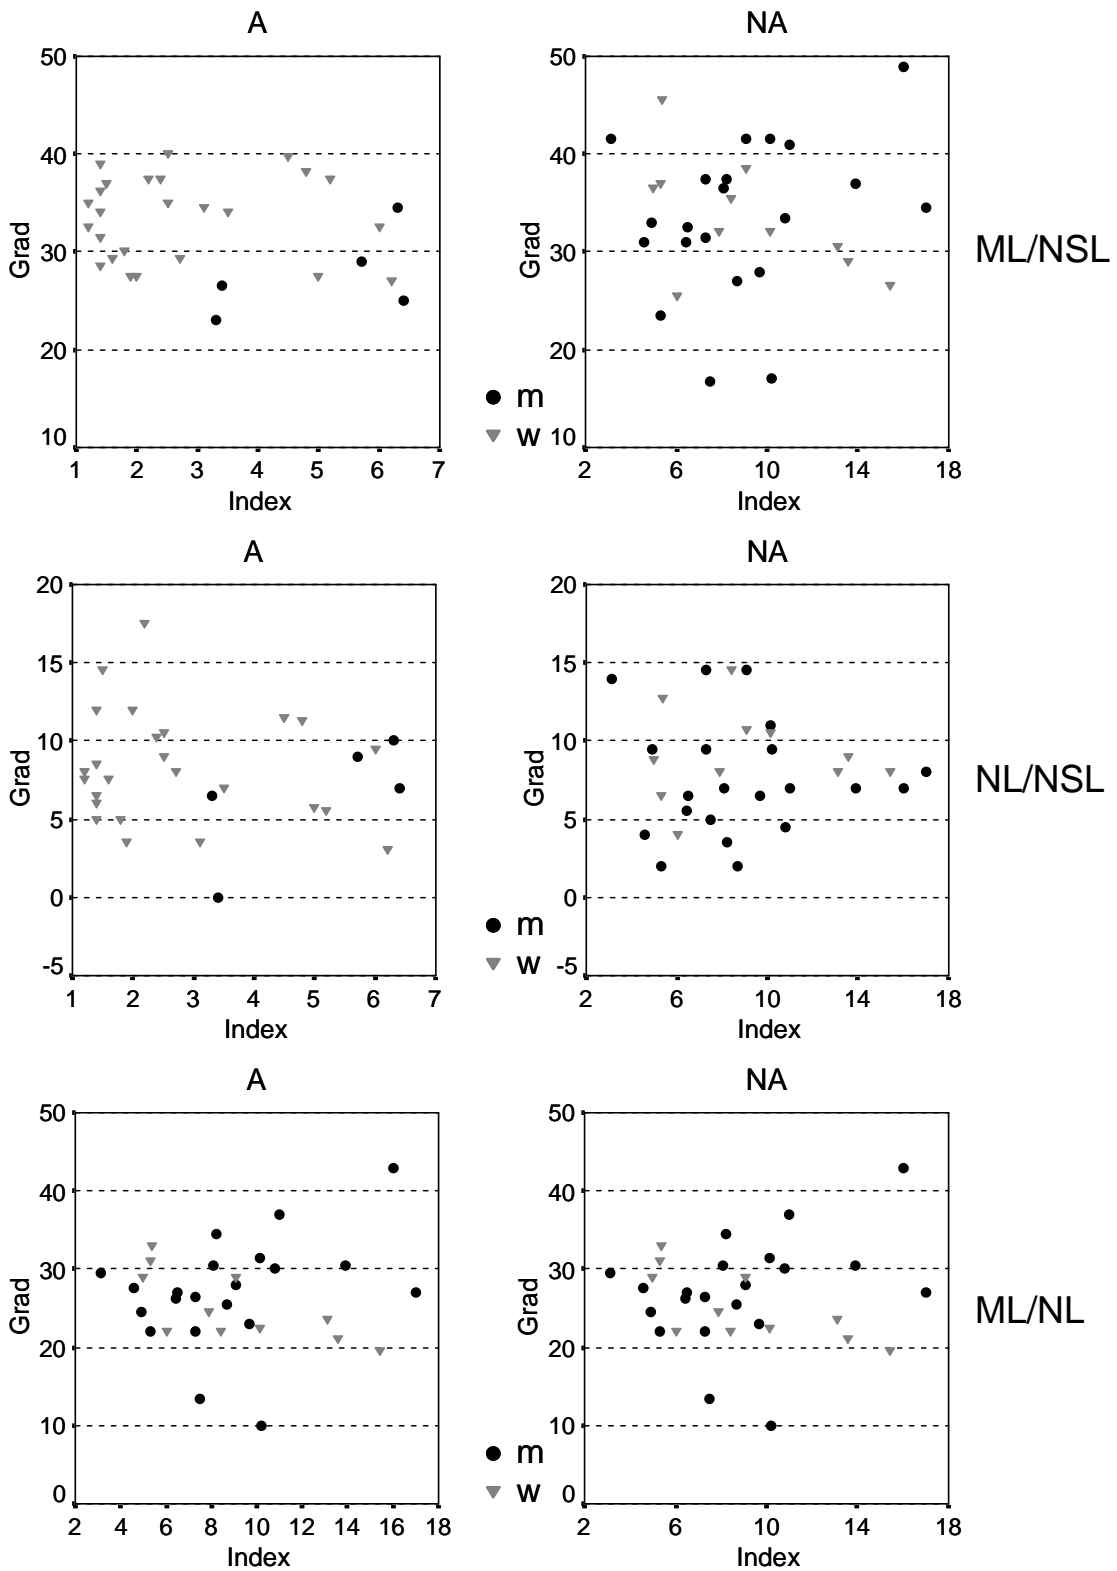 A NA
50 50
40 40
30 30
20 20
10 10
Grad Grad
ML/NSL
m
w
1 2 3 4 5 6 7 2 6 10 14 18
Index Index
A NA
20 20
15 15
10 10
5 5
0 0
-5 -5
Grad Grad
NL/NSL
m
w
1 2 3 4 5 6 7 2 6 10 14 18
Index Index
A NA
50 50
40 40
30 30
20 20
10 10
0 0
Grad Grad
ML/NL
m
w
2 4 6 8 10 12 14 16 18 2 6 10 14 18
Index Index